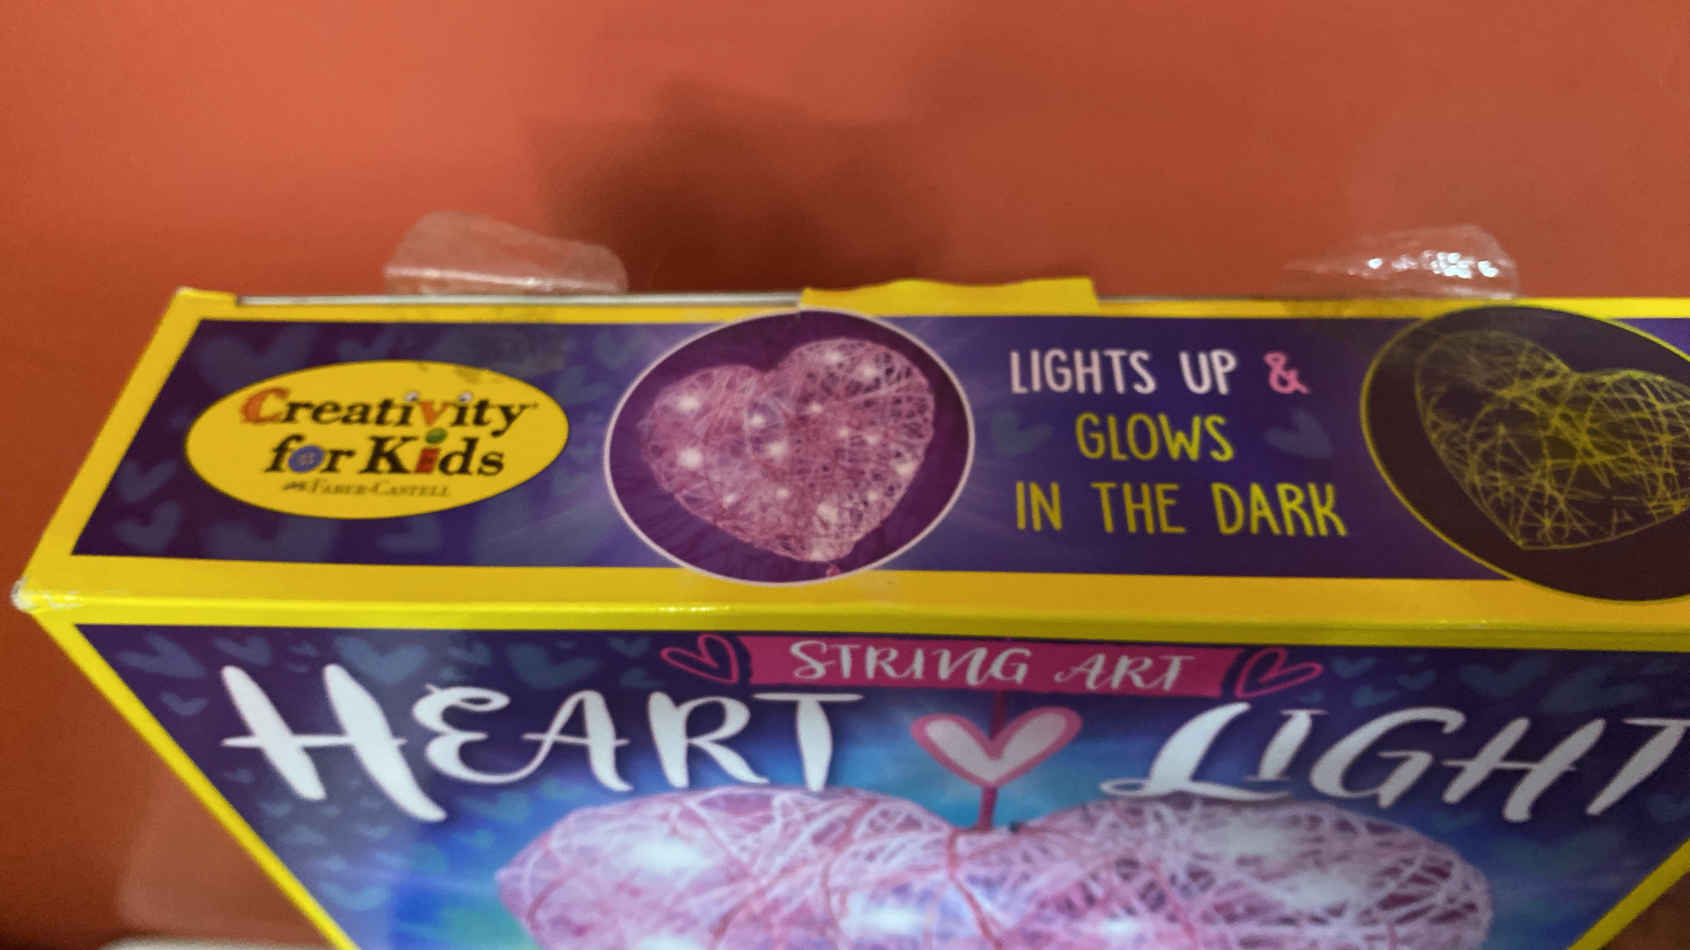 Creativity
for Kids
FABER-CASTELL
LIGHTS UP &
GLOWS
IN THE DARK
STRING ART
HEART LIGHT